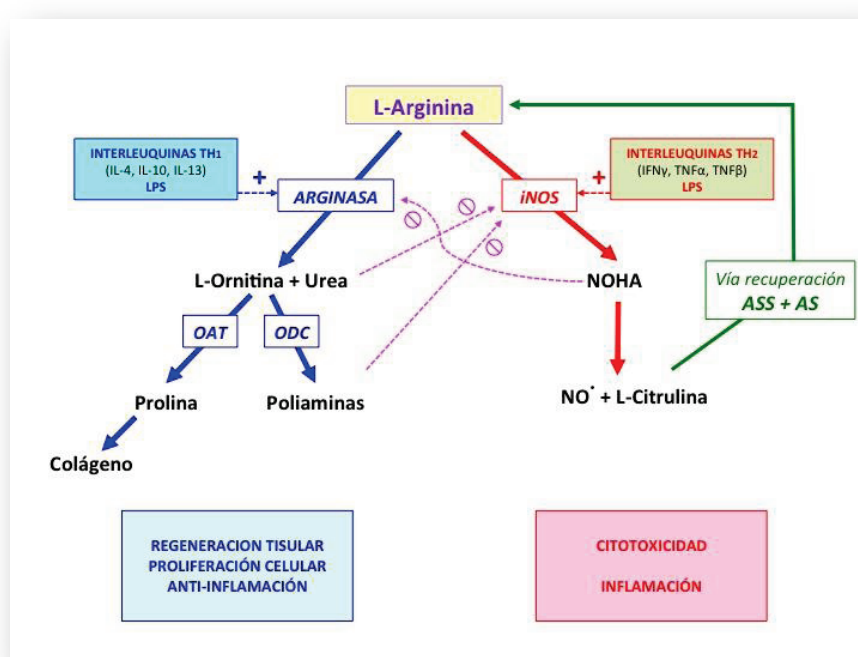 L-Arginina
INTERLEUQUINAS TH1
(IL-4, IL-10, IL-13)
LPS
+
ARGINASA
+
iNOS
INTERLEUQUINAS TH2
(IFNγ, TNFα, TNFβ)
LPS
L-Ornitina + Urea
NOHA
Vía recuperación
ASS + AS
OAT
ODC
Prolina
Poliaminas
NO• + L-Citrulina
Colágeno
REGENERACION TISULAR
PROLIFERACIÓN CELULAR
ANTI-INFLAMACIÓN
CITOTOXICIDAD
INFLAMACIÓN